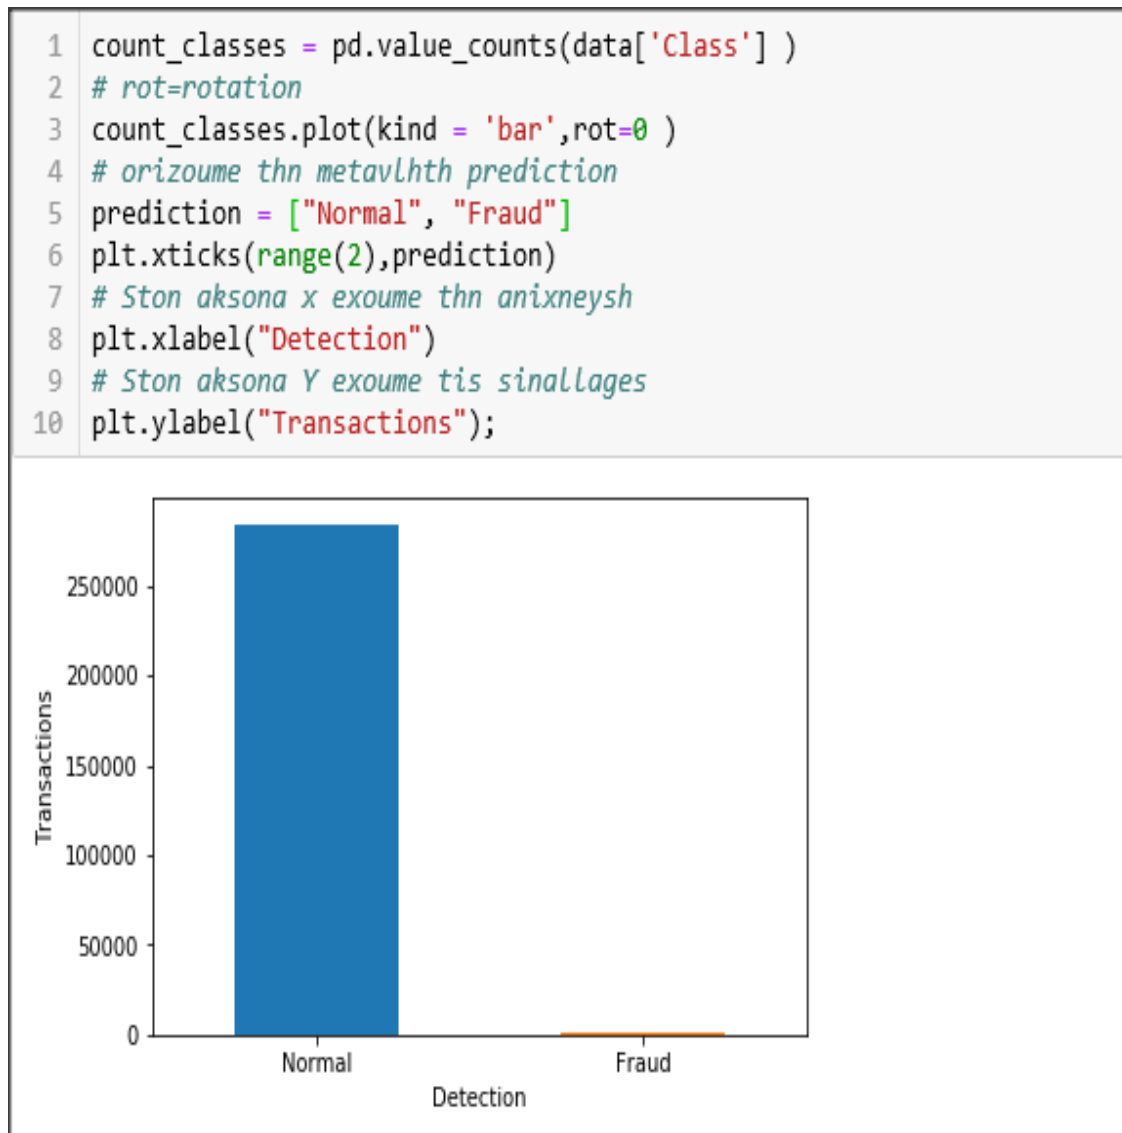 1 count_classes = pd.value_counts(data['Class'] )
2 # rot=rotation
3 count_classes.plot(kind = 'bar',rot=0 )
4 # orizoume thn metavlhth prediction
5 prediction = ["Normal", "Fraud"]
6 plt.xticks(range(2),prediction)
7 # Ston aksona x exoume thn anixneysh
8 plt.xlabel("Detection")
9 # Ston aksona Y exoume tis sinallages
10 plt.ylabel("Transactions");
250000
200000
150000
100000
50000
0
Transactions
Normal Fraud
Detection